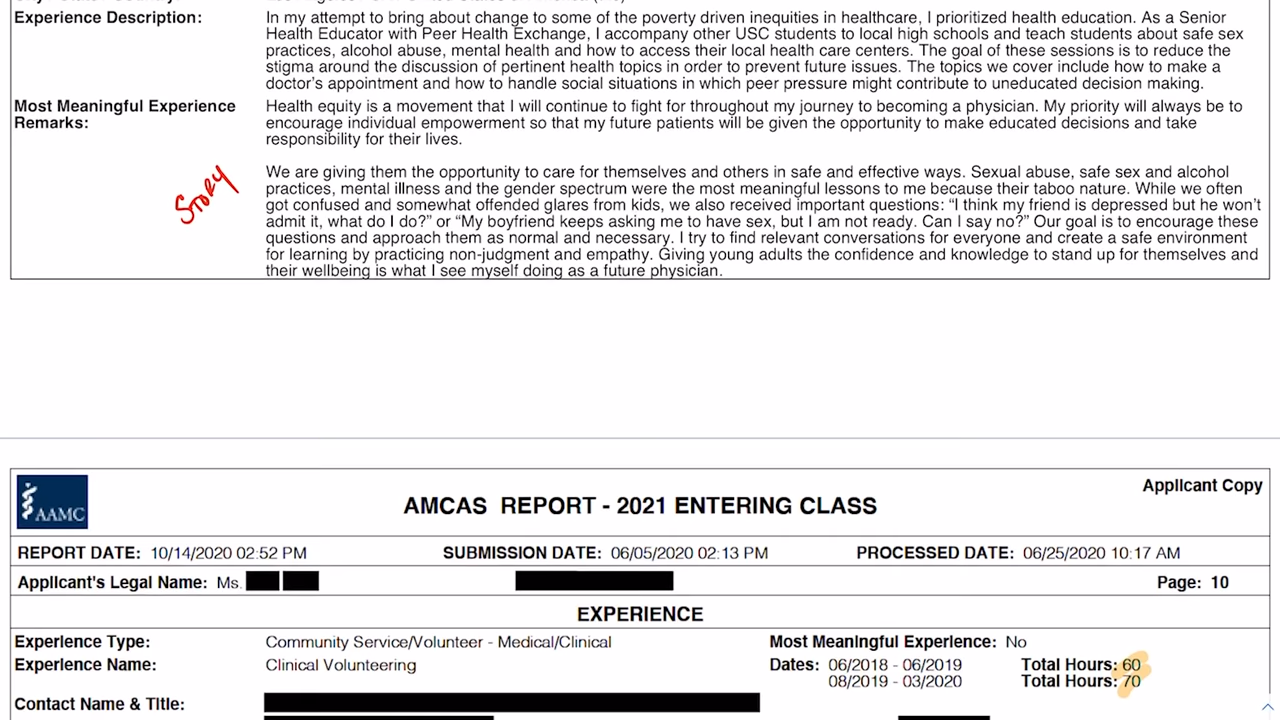 Experience Description: In my attempt to bring about change to some of the poverty driven inequities in healthcare, I prioritized health education. As a Senior
Health Educator with Peer Health Exchange, I accompany other USC students to local high schools and teach students about safe sex
practices, alcohol abuse, mental health and how to access their local health care centers. The goal of these sessions is to reduce the
stigma around the discussion of pertinent health topics in order to prevent future issues. The topics we cover include how to make a
doctor's appointment and how to handle social situations in which peer pressure might contribute to uneducated decision making.
Most Meaningful Experience Health equity is a movement that I will continue to fight for throughout my journey to becoming a physician. My priority will always be to
Remarks: encourage individual empowerment so that my future patients will be given the opportunity to make educated decisions and take
responsibility for their lives.
We are giving them the opportunity to care for themselves and others in safe and effective ways. Sexual abuse, safe sex and alcohol
STORY practices, mental illness and the gender spectrum were the most meaningful lessons to me because their taboo nature. While we often
got confused and somewhat offended glares from kids, we also received important questions: “I think my friend is depressed but he won't
admit it, what do I do?” or “My boyfriend keeps asking me to have sex, but I am not ready. Can I say no?” Our goal is to encourage these
questions and approach them as normal and necessary. I try to find relevant conversations for everyone and create a safe environment
for learning by practicing non-judgment and empathy. Giving young adults the confidence and knowledge to stand up for themselves and
their wellbeing is what I see myself doing as a future physician.
AAMC
AMCAS REPORT - 2021 ENTERING CLASS
Applicant Copy
REPORT DATE: 10/14/2020 02:52 PM SUBMISSION DATE: 06/05/2020 02:13 PM PROCESSED DATE: 06/25/2020 10:17 AM
Applicant's Legal Name: Ms. Page: 10
EXPERIENCE
Experience Type: Community Service/Volunteer - Medical/Clinical Most Meaningful Experience: No
Experience Name: Clinical Volunteering Dates: 06/2018 - 06/2019 Total Hours: 60
08/2019 - 03/2020 Total Hours: 70
Contact Name & Title: